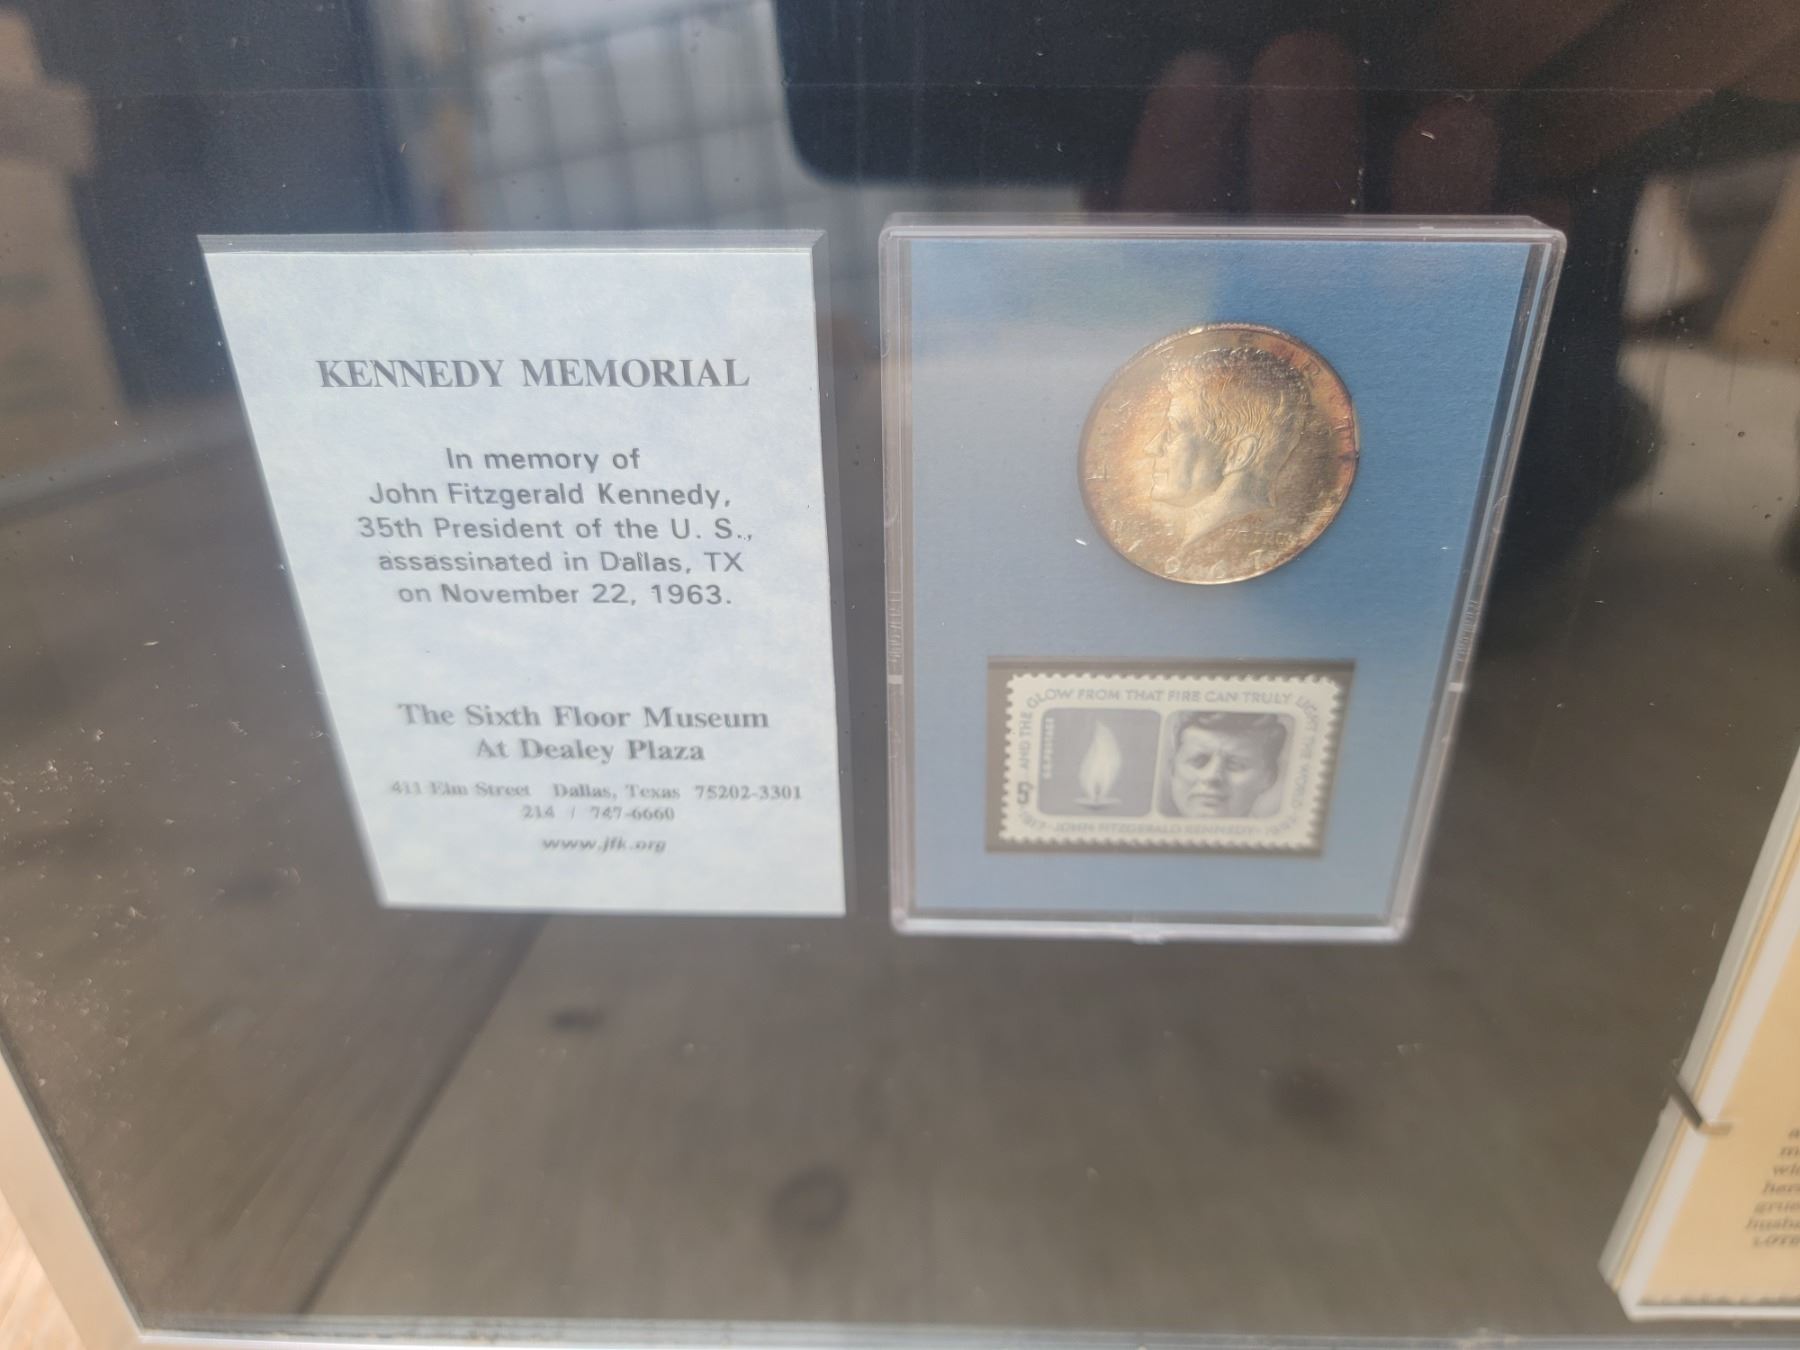 KENNEDY MEMORIAL
In memory of
John Fitzgerald Kennedy,
35th President of the U. S.,
assassinated in Dallas, TX
on November 22, 1963.
The Sixth Floor Museum
At Dealey Plaza
411 Elm Street Dallas, Texas 75202-3301
214 / 747-6660
www.jfk.org
AND THE GLOW FROM THAT FIRE CAN TRULY LIGHT THE WORLD
JOHN FITZGERALD KENNEDY